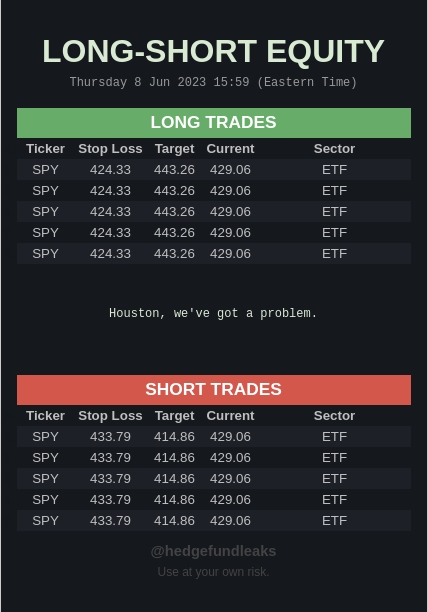 LONG-SHORT EQUITY
Thursday 8 Jun 2023 15:59 (Eastern Time)
LONG TRADES
Ticker Stop Loss Target Current Sector
SPY 424.33 443.26 429.06 ETF
SPY 424.33 443.26 429.06 ETF
SPY 424.33 443.26 429.06 ETF
SPY 424.33 443.26 429.06 ETF
SPY 424.33 443.26 429.06 ETF
Houston, we've got a problem.
SHORT TRADES
Ticker Stop Loss Target Current Sector
SPY 433.79 414.86 429.06 ETF
SPY 433.79 414.86 429.06 ETF
SPY 433.79 414.86 429.06 ETF
SPY 433.79 414.86 429.06 ETF
SPY 433.79 414.86 429.06 ETF
@hedgefundleaks
Use at your own risk.